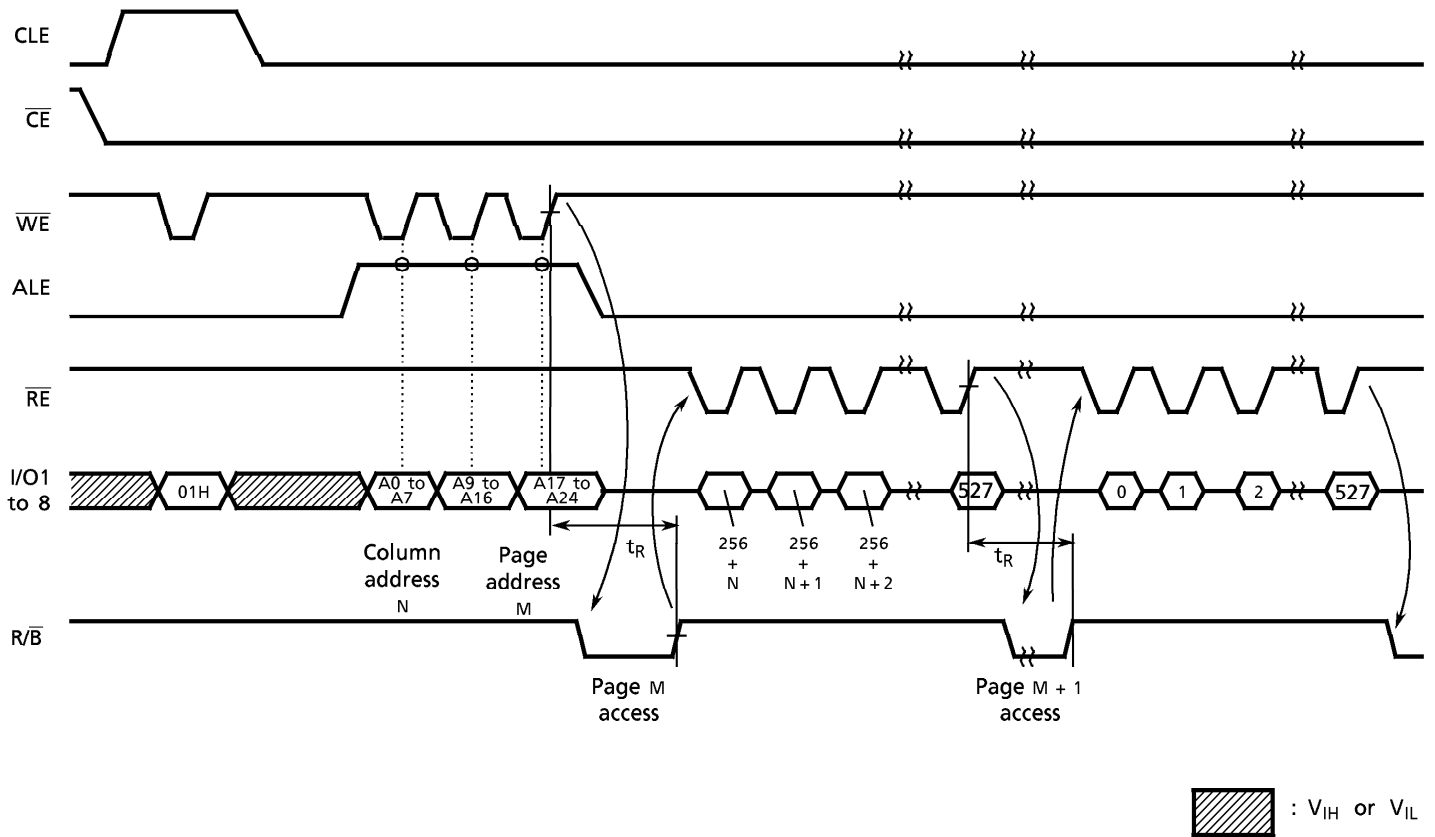 CLE
CE
WE
ALE
RE
I/O1
to 8
01H
A0 to
A7
A9 to
A16
A17 to
A24
527
0
1
2
527
Column
address
N
Page
address
M
tR
256
+
N
256
+
N + 1
256
+
N + 2
tR
R/B
Page M
access
Page M + 1
access
: VIH or VIL